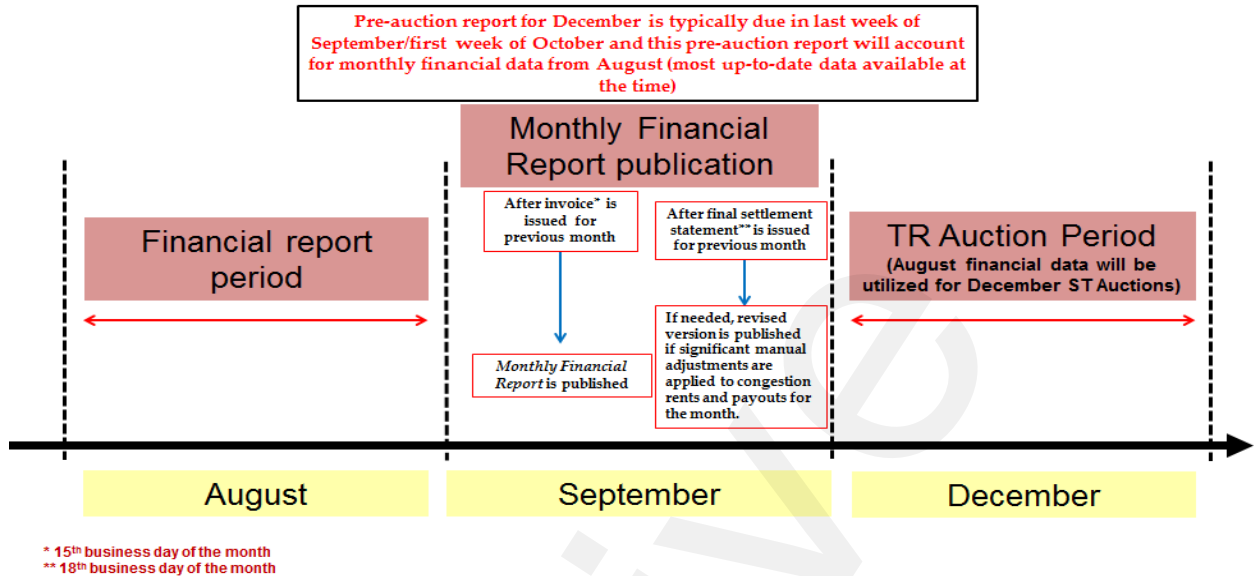 Pre-auction report for December is typically due in last week of
September/first week of October and this pre-auction report will account
for monthly financial data from August (most up-to-date data available at
the time)
Monthly Financial
Report publication
Financial report
period
After invoice* is
issued for
previous month
After final settlement
statement** is issued
for previous month
TR Auction Period
(August financial data will be
utilized for December ST Auctions)
Monthly Financial
Report is published
If needed, revised
version is published
if significant manual
adjustments are
applied to congestion
rents and payouts for
the month.
August
September
December
* 15th business day of the month
** 18th business day of the month